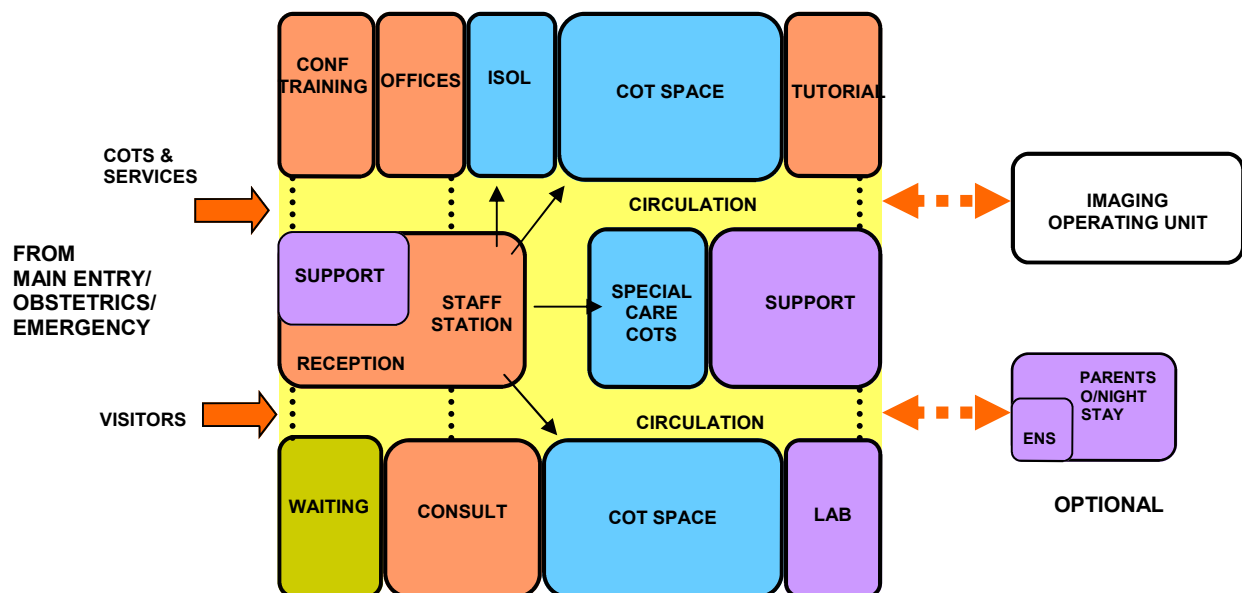 CONF
TRAINING
OFFICES
ISOL
COT SPACE
TUTORIAL
COTS &
SERVICES
CIRCULATION
IMAGING
OPERATING UNIT
FROM
MAIN ENTRY/
OBSTETRICS/
EMERGENCY
SUPPORT
STAFF
STATION
RECEPTION
SPECIAL
CARE
COTS
SUPPORT
PARENTS
O/NIGHT
STAY
ENS
VISITORS
CIRCULATION
WAITING
CONSULT
COT SPACE
LAB
OPTIONAL